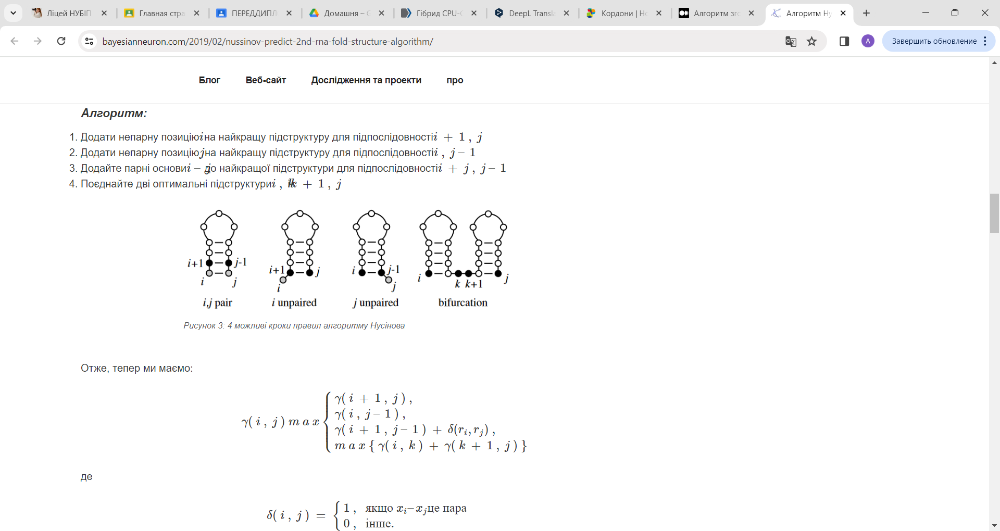 Ліцей НУБІП
Главная стра
ПЕРЕДДИПЛ
Домашня – G
Гібрид CPU-G
DeepL Transla
Кордони | Но
Алгоритм зго
Алгоритм Ну
bayesianneuron.com/2019/02/nussinov-predict-2nd-rna-fold-structure-algorithm/
A
Завершить обновление
Блог Веб-сайт Дослідження та проекти про
Алгоритм:
1. Додати непарну позиціюiна найкращу підструктуру для підпослідовностіi + 1 , j
2. Додати непарну позиціюjна найкращу підструктуру для підпослідовностіi , j − 1
3. Додайте парні основиi − jдо найкращої підструктури для підпослідовностіi + j , j − 1
4. Поєднайте дві оптимальні підструктуриi , k + 1 , j
i+1 j-1
i j
i,j pair
i+1 j
i
i unpaired
i j-1
j
j unpaired
i k k+1 j
bifurcation
Рисунок 3: 4 можливі кроки правил алгоритму Нусінова
Отже, тепер ми маємо:
γ( i , j ) m a x {
γ( i + 1 , j ) ,
γ( i , j − 1 ) ,
γ( i + 1 , j − 1 ) + δ(ri, rj) ,
m a x { γ( i , k ) + γ( k + 1 , j ) }
де
δ( i , j ) = {
1 , якщо xi−xjце пара
0 , інше.